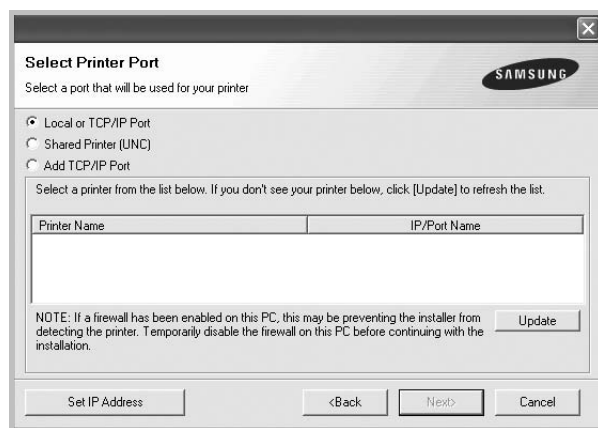 Select Printer Port
Select a port that will be used for your printer
SAMSUNG
Local or TCP/IP Port
Shared Printer (UNC)
Add TCP/IP Port
Select a printer from the list below. If you don't see your printer below, click [Update] to refresh the list.
Printer Name IP/Port Name
NOTE: If a firewall has been enabled on this PC, this may be preventing the installer from
detecting the printer. Temporarily disable the firewall on this PC before continuing with the
installation.
Update
Set IP Address <Back Next> Cancel